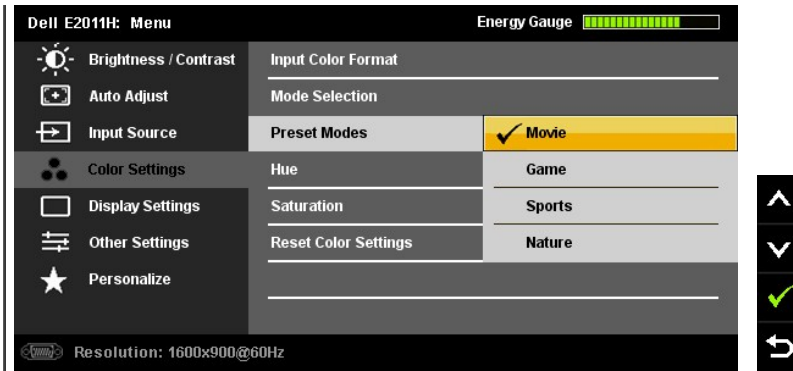 Dell E2011H: Menu
Energy Gauge
Brightness / Contrast
Input Color Format
Auto Adjust
Mode Selection
Input Source
Preset Modes
Movie
Color Settings
Hue
Game
Display Settings
Saturation
Sports
Other Settings
Reset Color Settings
Nature
Personalize
Resolution: 1600x900@60Hz